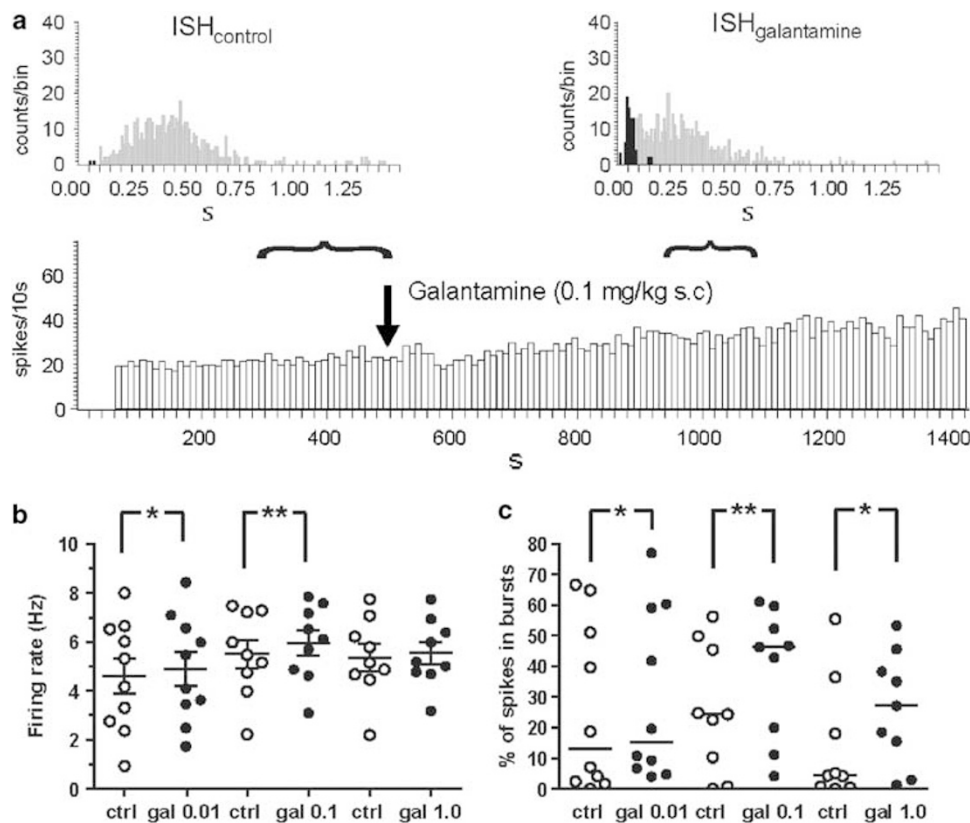 a
ISHcontrol
counts/bin
40
30
20
10
0
0.00 0.25 0.50 0.75 1.00 1.25
S
ISHgalantamine
counts/bin
40
30
20
10
0
0.00 0.25 0.50 0.75 1.00 1.25
S
spikes/10s
60
40
20
0
Galantamine (0.1 mg/kg s.c)
200 400 600 800 1000 1200 1400
S
b
* **
Firing rate (Hz)
10
8
6
4
2
0
ctrl gal 0.01 ctrl gal 0.1 ctrl gal 1.0
c
* ** *
% of spikes in bursts
80
70
60
50
40
30
20
10
0
ctrl gal 0.01 ctrl gal 0.1 ctrl gal 1.0